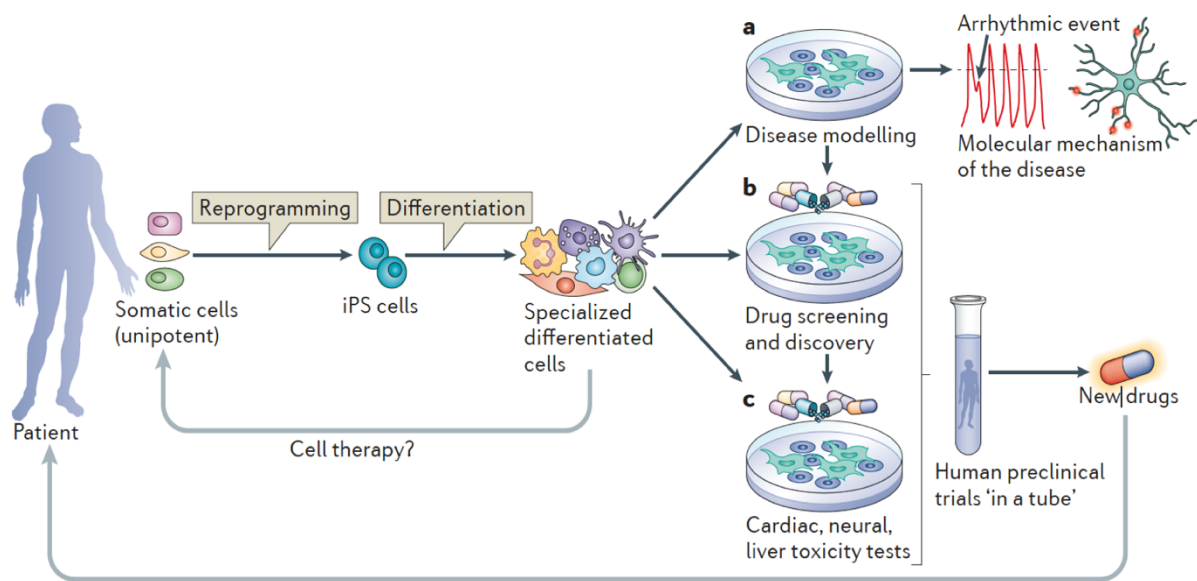 a
Arrhythmic event
Disease modelling
Molecular mechanism
of the disease
b
Reprogramming
Differentiation
Somatic cells
(unipotent)
iPS cells
Specialized
differentiated
cells
Drug screening
and discovery
c
New drugs
Patient
Cell therapy?
Human preclinical
trials ‘in a tube’
Cardiac, neural,
liver toxicity tests